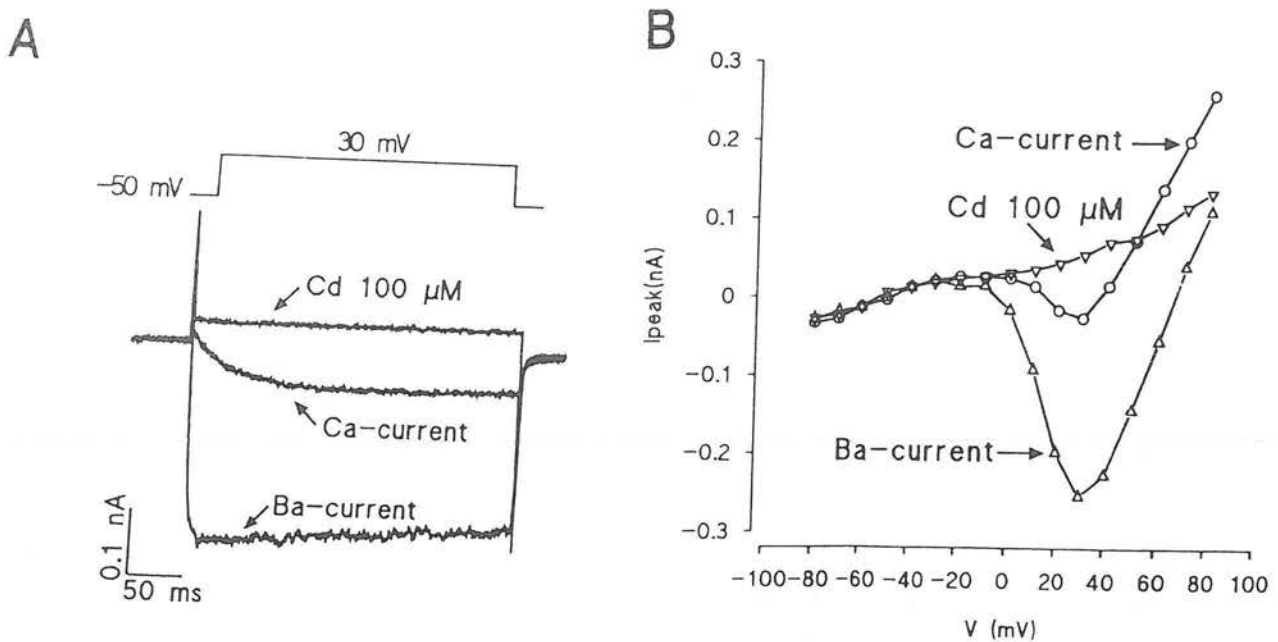 A
30 mV
-50 mV
Cd 100 µM
Ca-current
Ba-current
0.1 nA
50 ms
B
0.3
0.2
0.1
0
-0.1
-0.2
-0.3
Ipeak(nA)
Ca-current
Cd 100 µM
Ba-current
-100 -80 -60 -40 -20 0 20 40 60 80 100
V (mV)